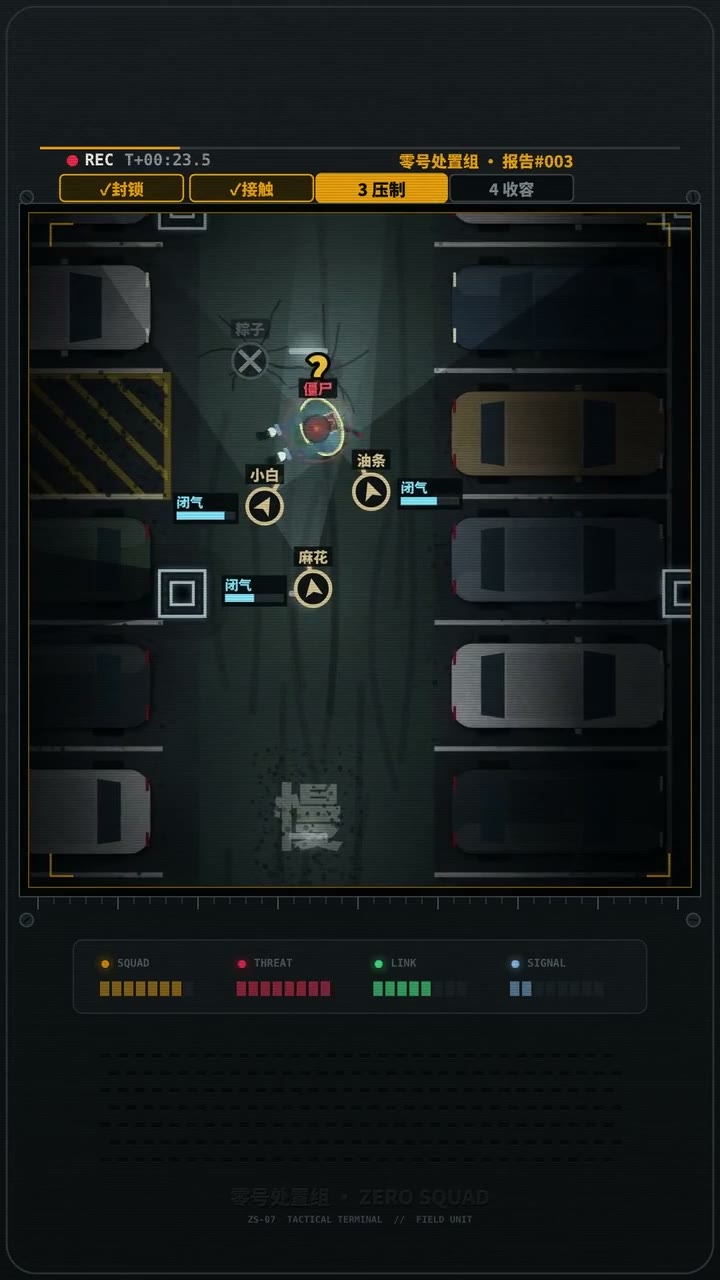 REC T+00:23.5
零号处置组 • 报告#003
✓封锁
✓接触
3 压制
4 收容
粽子
?
僵尸
油条
小白
闭气
闭气
麻花
闭气
慢
SQUAD
THREAT
LINK
SIGNAL
零号处置组 • ZERO SQUAD
ZS-07 TACTICAL TERMINAL // FIELD UNIT